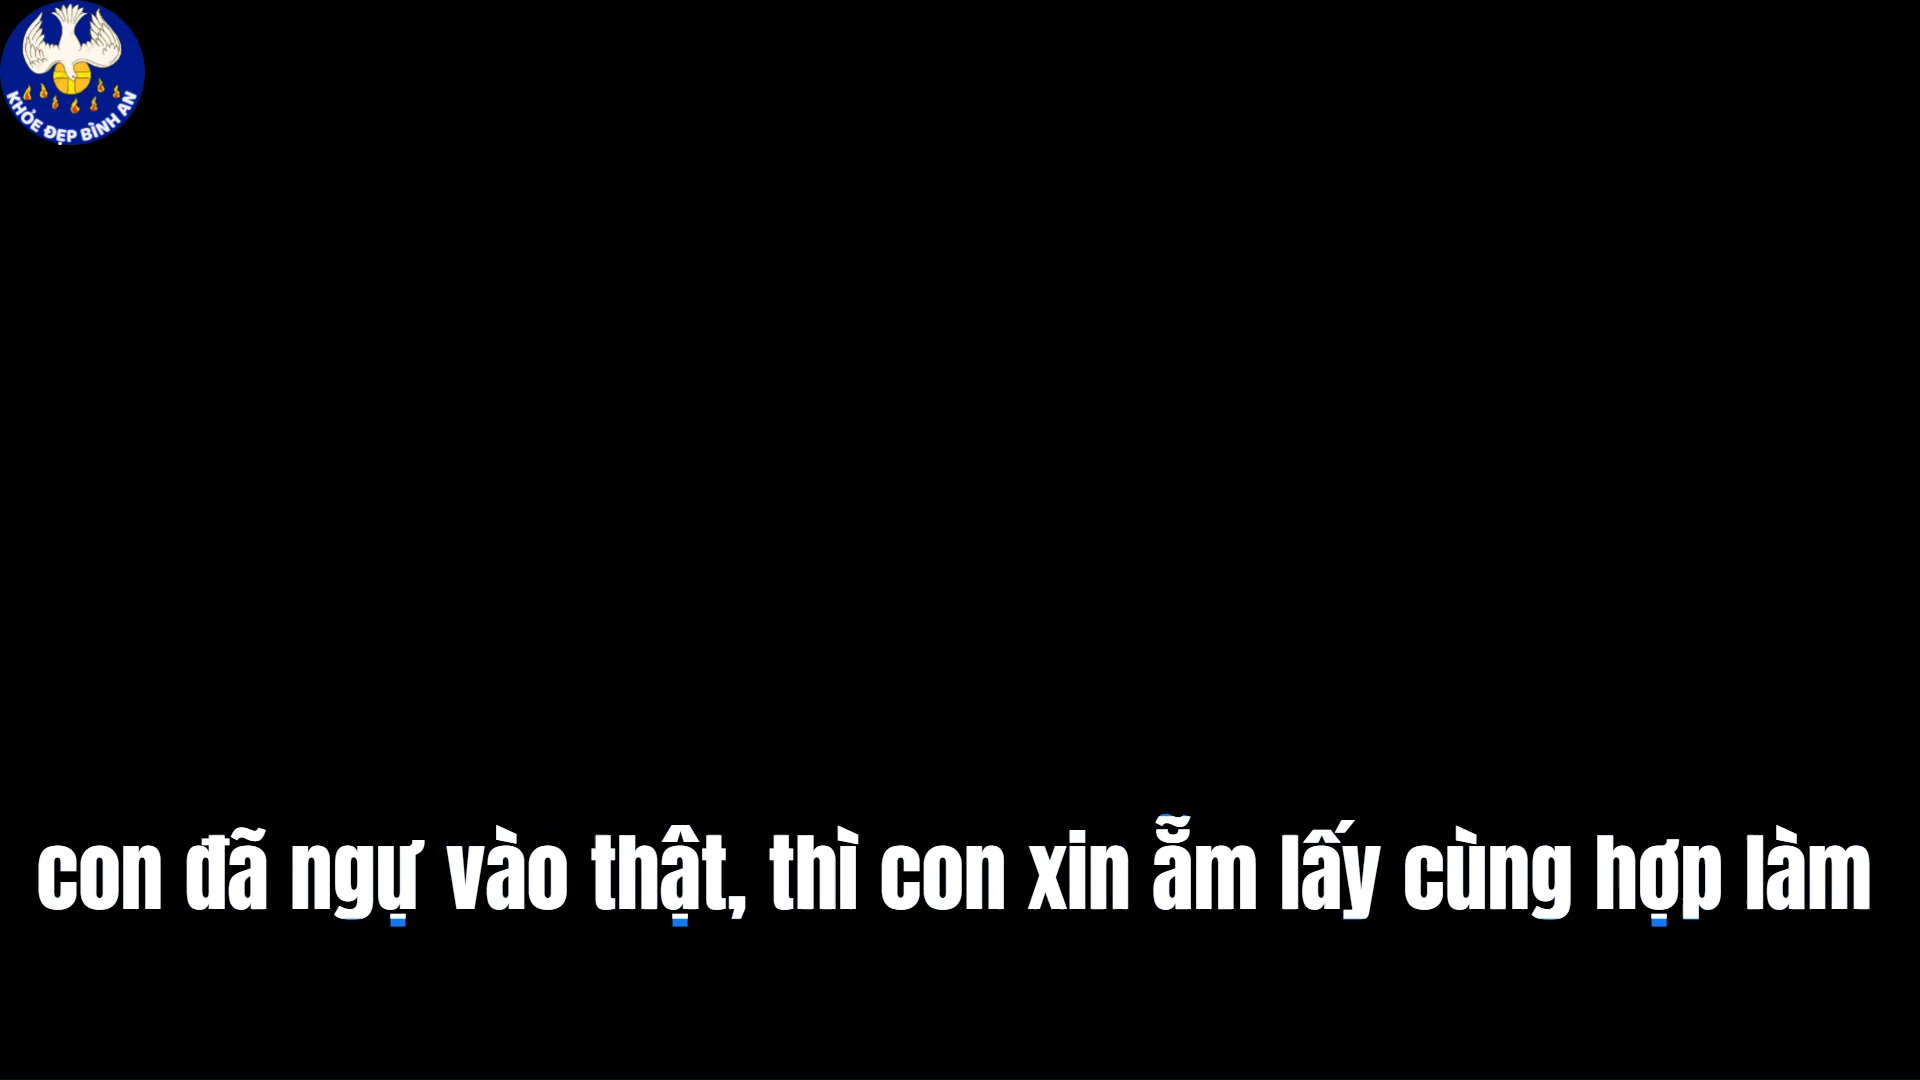 KHỎE ĐẸP BÌNH AN
con đã ngự vào thật, thì con xin ẵm lấy cùng hợp làm